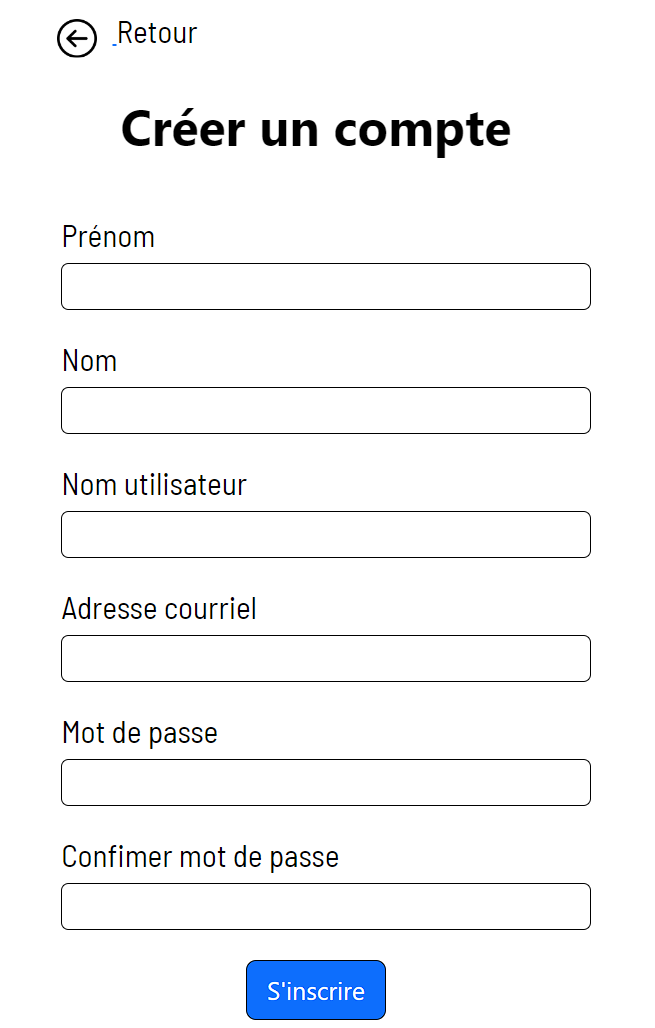 Retour
Créer un compte
Prénom
Nom
Nom utilisateur
Adresse courriel
Mot de passe
Confimer mot de passe
S'inscrire